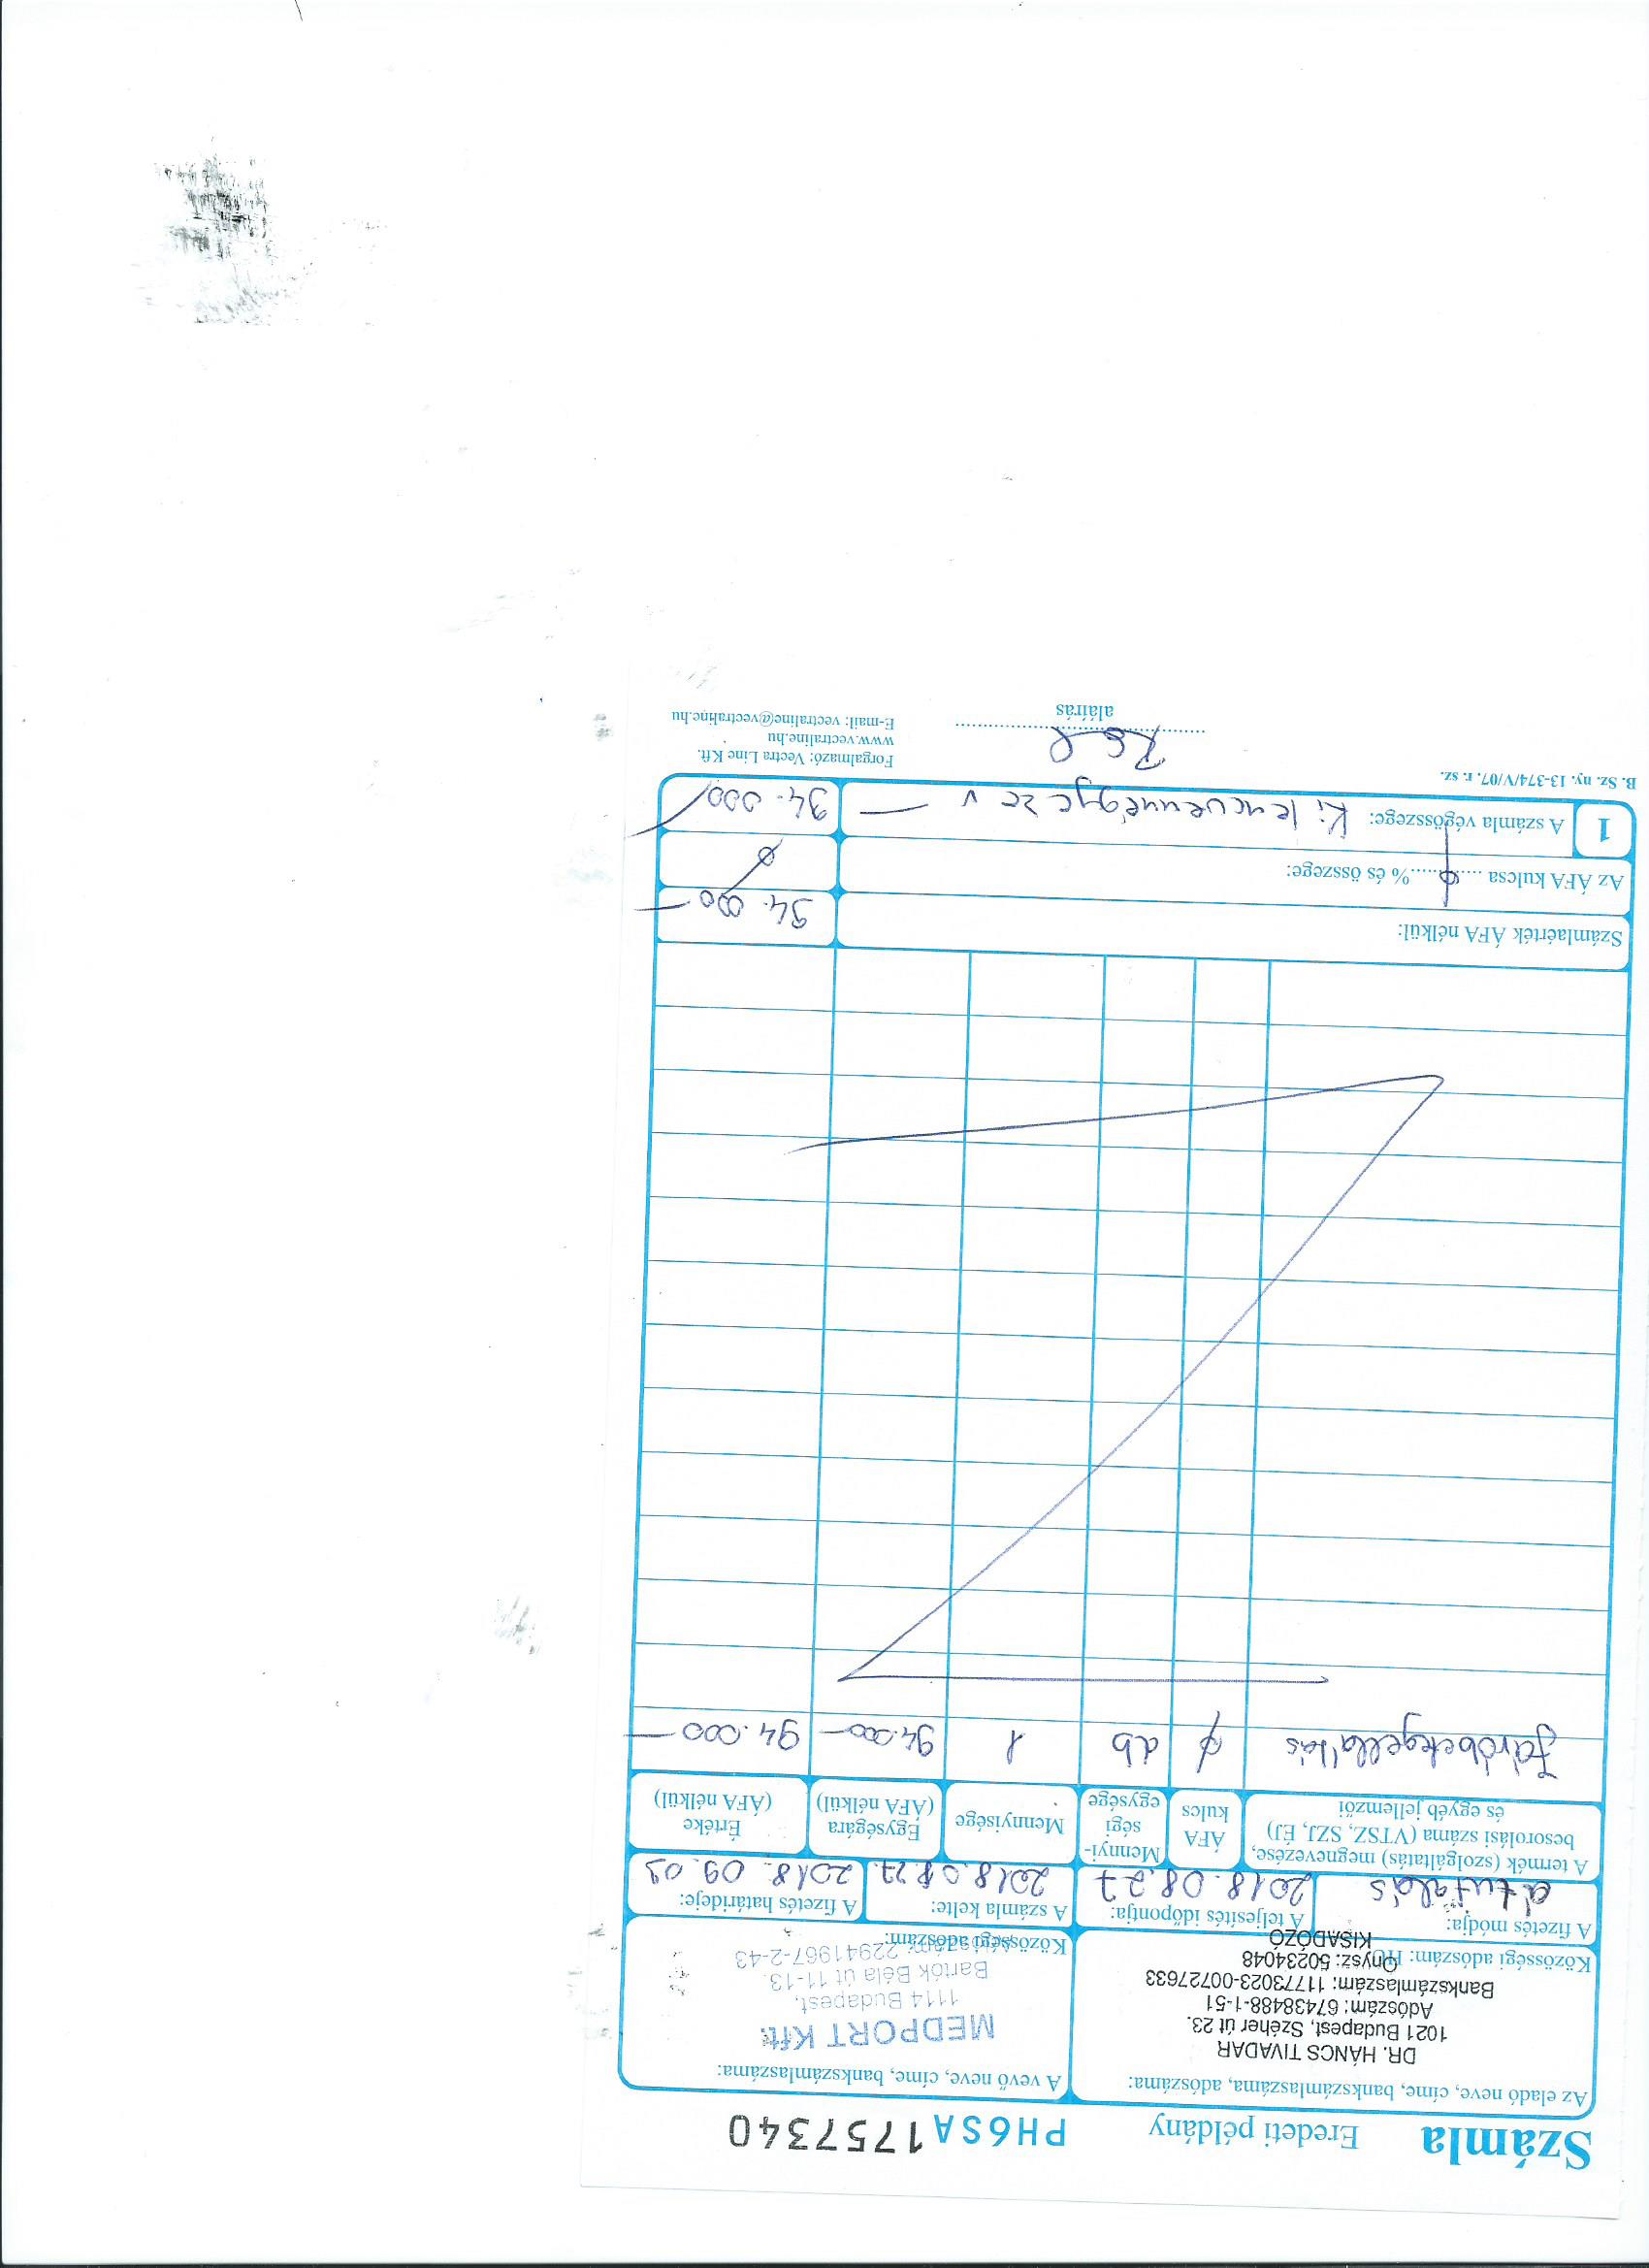 Számla Eredeti példány PH6SA 1757340
Az eladó neve, címe, bankszámlaszáma, adószáma:
DR. HÁNCS TIVADAR
1021 Budapest, Széher út 23.
Adószám: 67438488-1-51
Bankszámlaszám: 11773023-00727633
Önysz: 50234048
Közösségi adószám: HU
KISADÓZÓ
A vevő neve, címe, bankszámlaszáma:
MEDPORT Kft.
1114 Budapest,
Bartók Béla út 11-13.
22941967-2-43
Közösségi adószám:
A fizetés módja: átutalás
A teljesítés időpontja: 2018.08.27
A számla kelte: 2018.08.27.
A fizetés határideje: 2018.09.03
A termék (szolgáltatás) megnevezése,
besorolási száma (VTSZ, SZJ, ÉJ)
és egyéb jellemzői
ÁFA
kulcs
Mennyi-
ségi
egysége
Mennyisége
Egységára
(ÁFA nélkül)
Értéke
(ÁFA nélkül)
Járóbetegellátás ∅ db 1 94.000 — 94.000 —
Számlaérték ÁFA nélkül: 94.000 —
Az ÁFA kulcsa ............% és összege: ∅
1 A számla végösszege: Kilencvennégyezer — 94.000
B. Sz. ny. 13-374/V/07. r. sz.
aláírás
Forgalmazó: Vectra Line Kft.
www.vectraline.hu
E-mail: vectraline@vectraline.hu